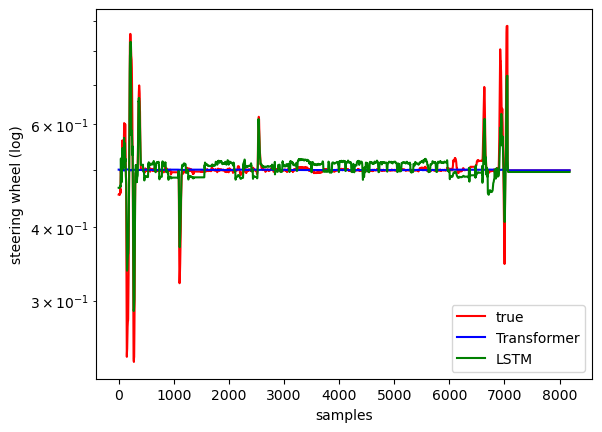 steering wheel (log)
6 × 10⁻¹
4 × 10⁻¹
3 × 10⁻¹
0 1000 2000 3000 4000 5000 6000 7000 8000
samples
true
Transformer
LSTM